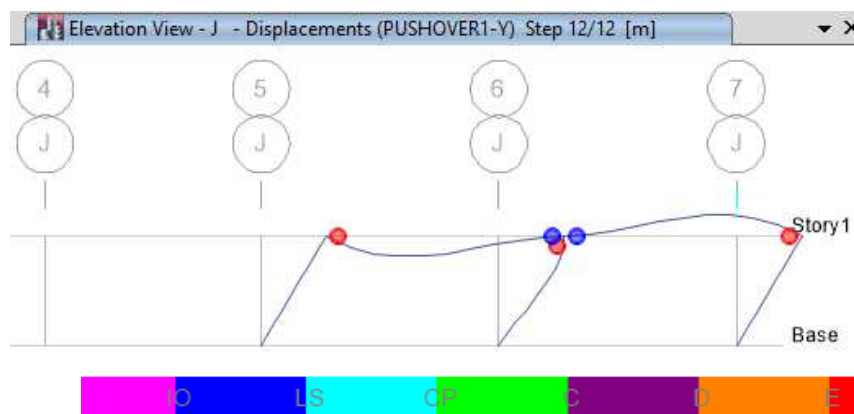 Elevation View - J - Displacements (PUSHOVER1-Y) Step 12/12 [m]
4 5 6 7
J J J J
Story1
Base
IO LS CP C D E